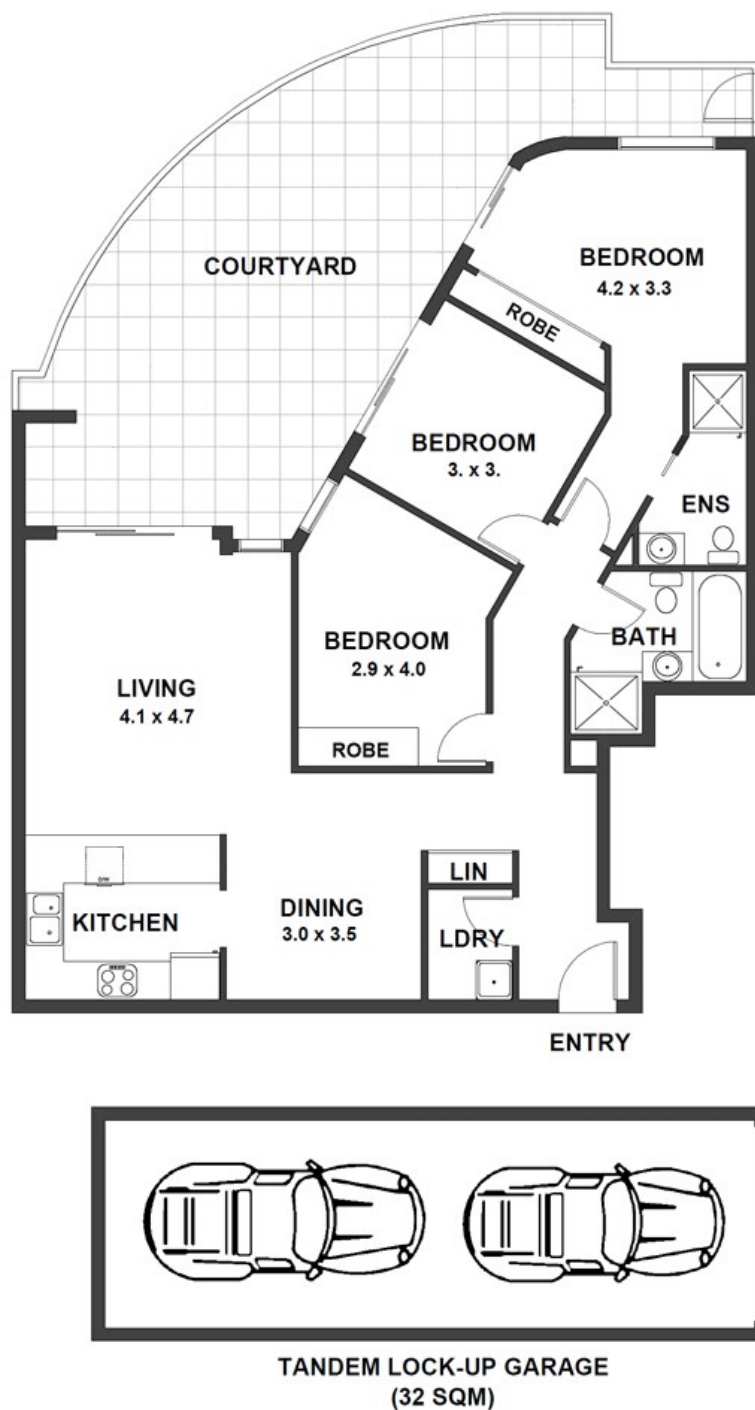 COURTYARD
BEDROOM
4.2 x 3.3
ROBE
BEDROOM
3. x 3.
ENS
BEDROOM
2.9 x 4.0
BATH
LIVING
4.1 x 4.7
ROBE
D/W
LIN
KITCHEN
DINING
3.0 x 3.5
LDRY
ENTRY
TANDEM LOCK-UP GARAGE
(32 SQM)